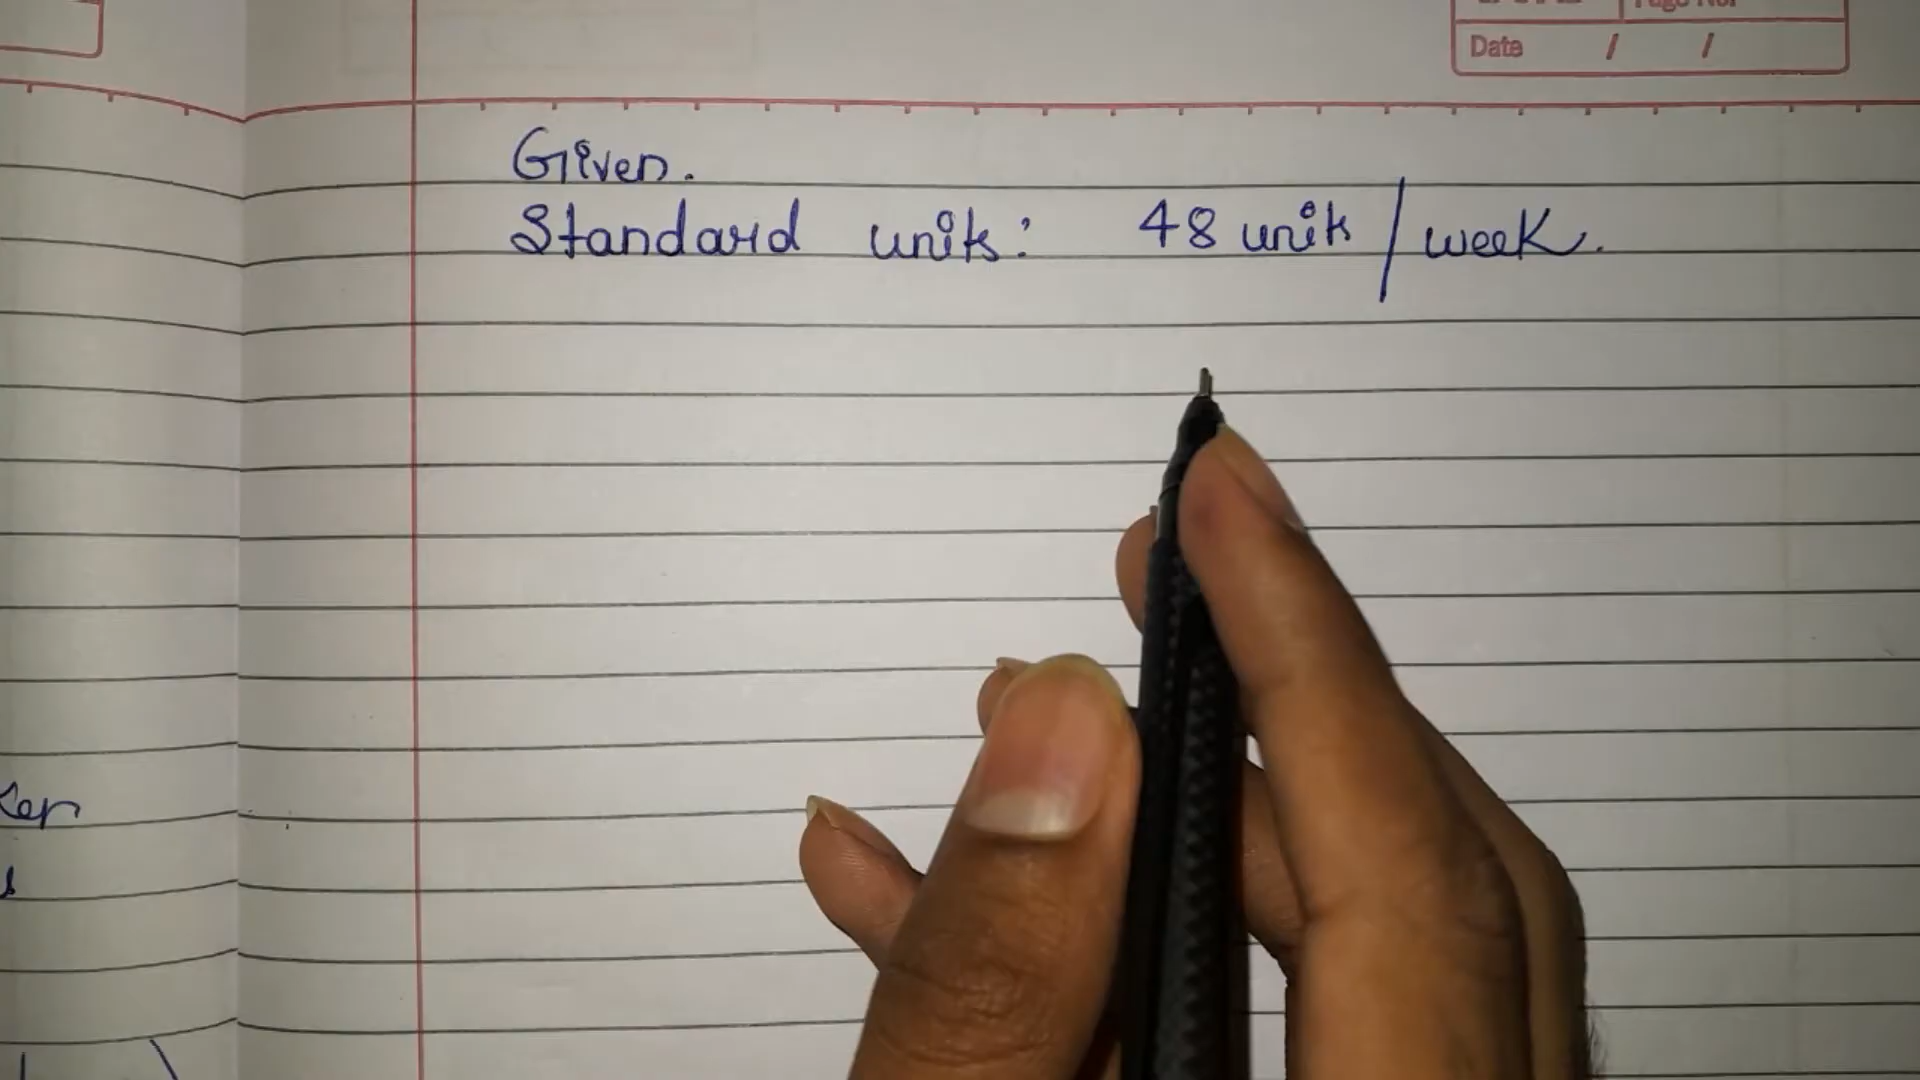 Date / /
Given.
Standard units: 48 units / week.